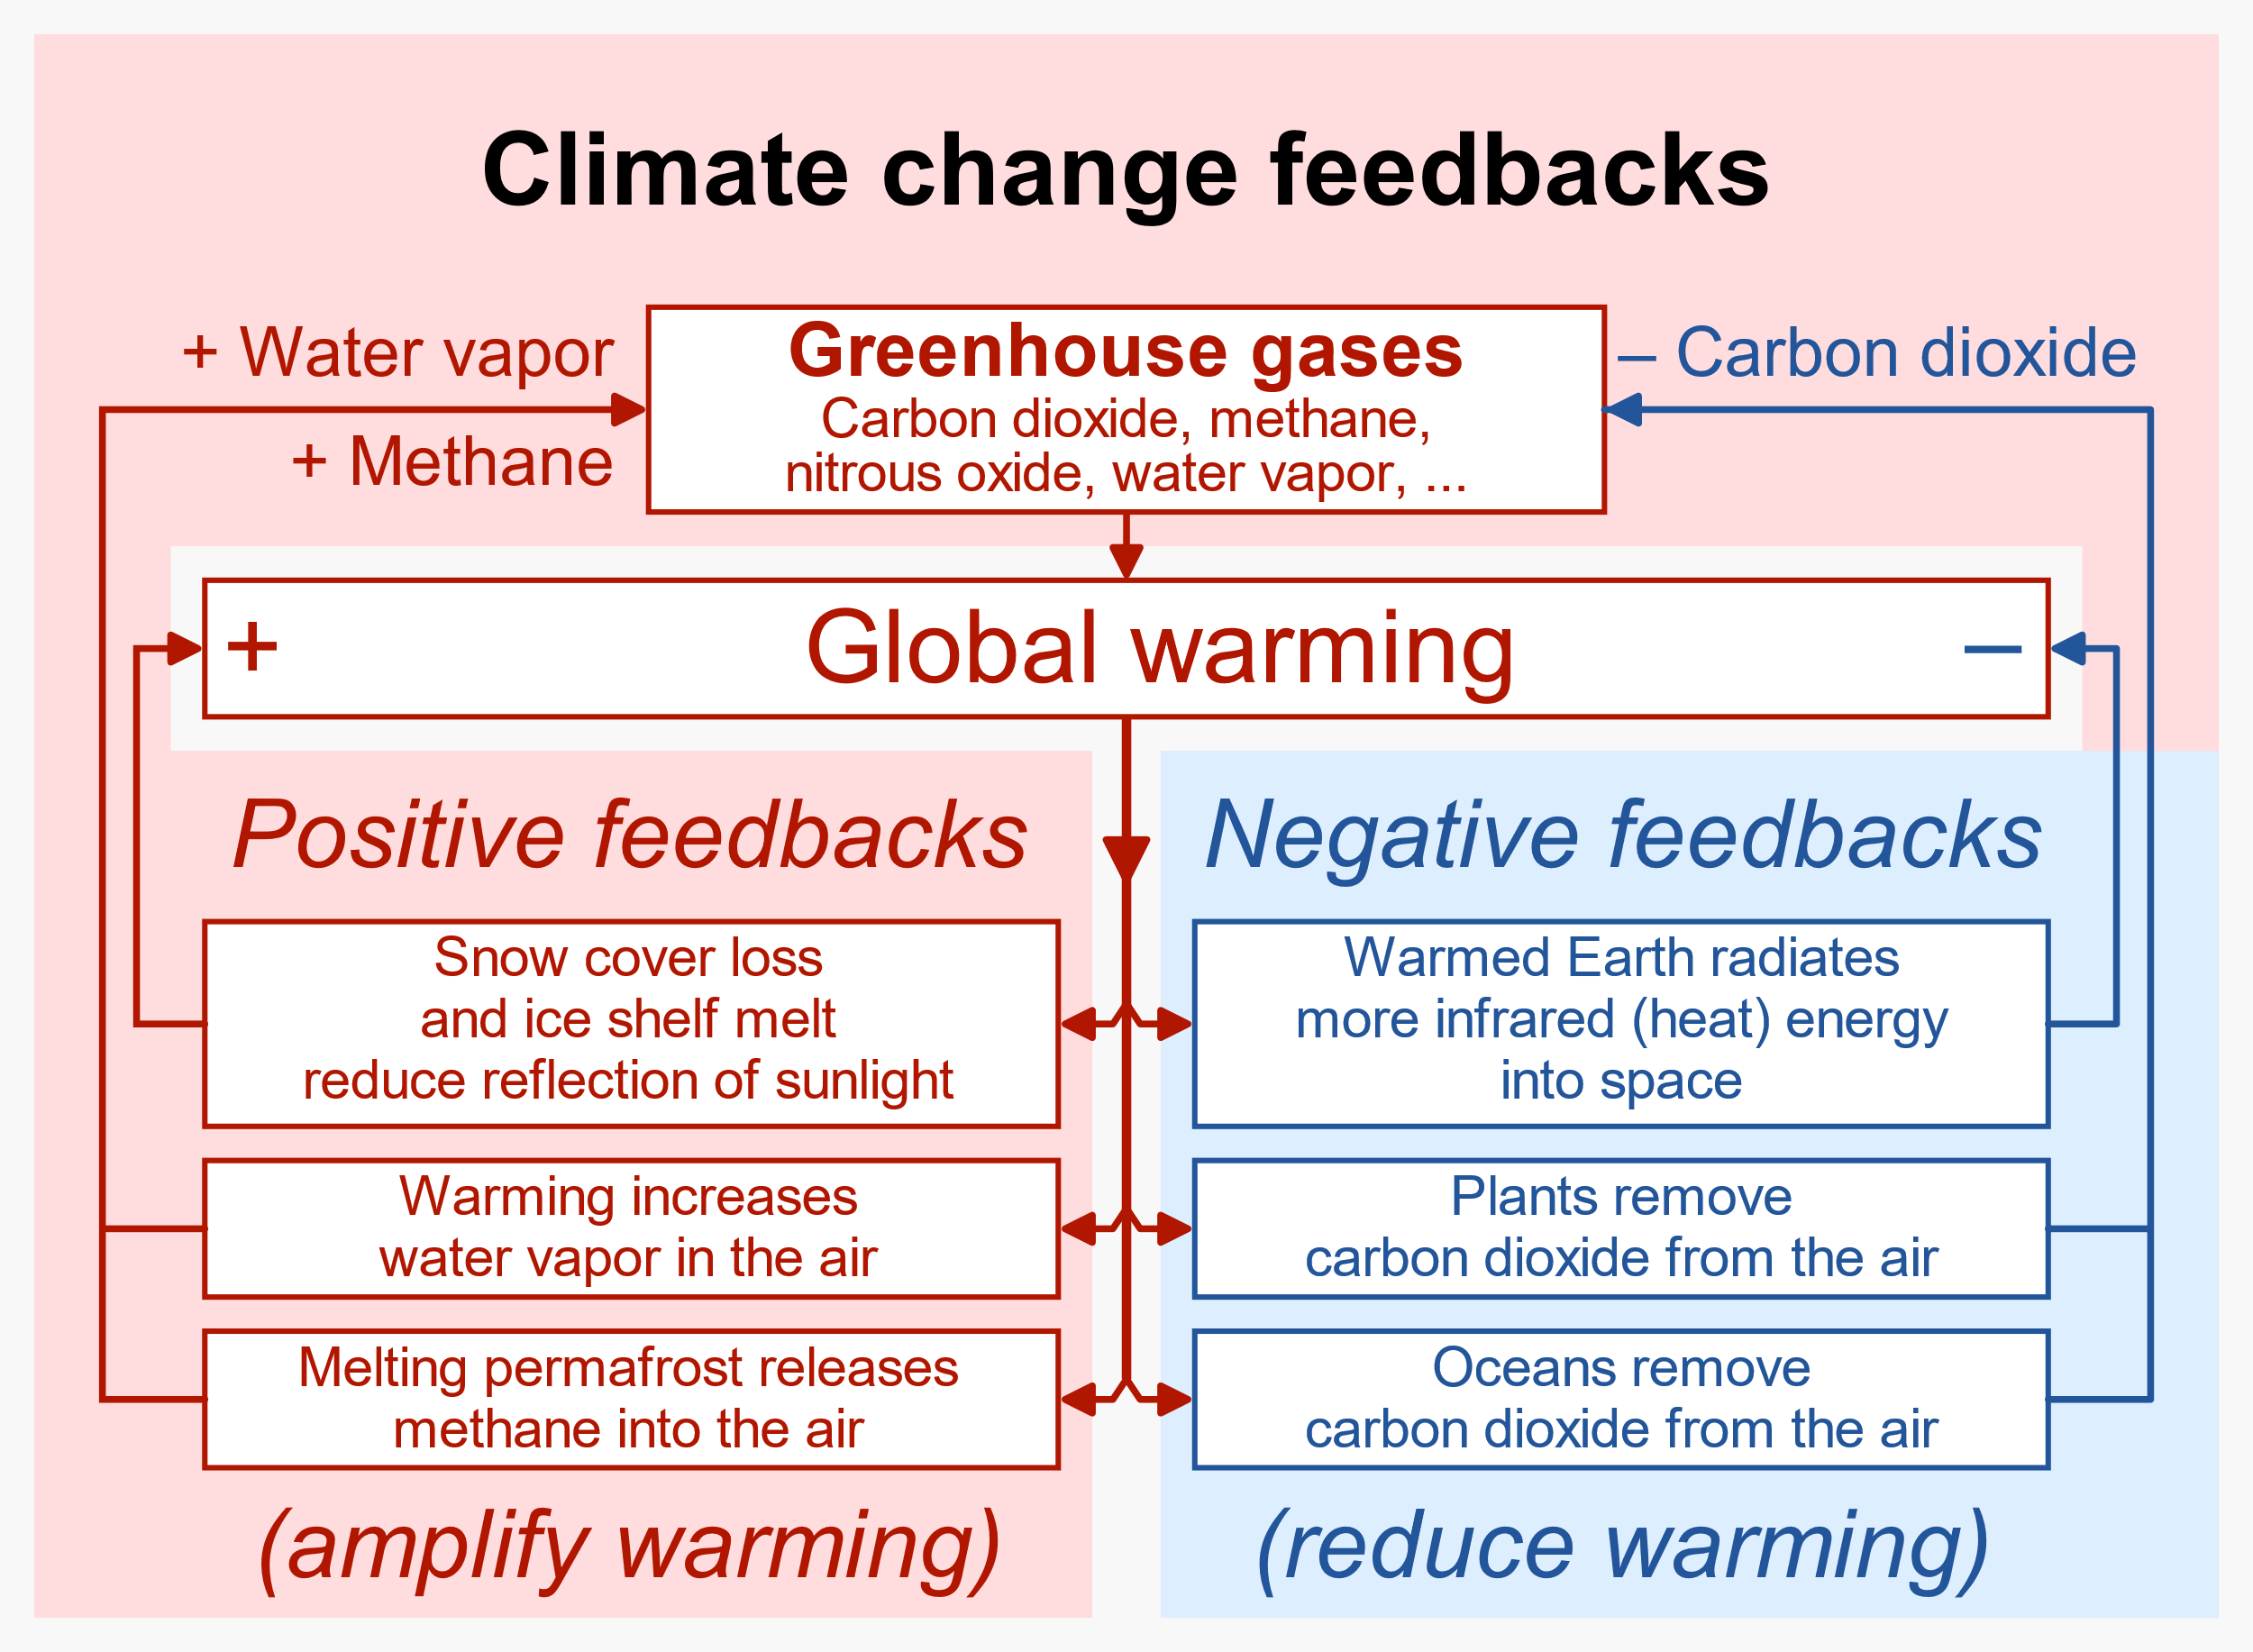 Climate change feedbacks
+ Water vapor
+ Methane
Greenhouse gases
Carbon dioxide, methane,
nitrous oxide, water vapor, ...
– Carbon dioxide
+ Global warming –
Positive feedbacks
Snow cover loss
and ice shelf melt
reduce reflection of sunlight
Warming increases
water vapor in the air
Melting permafrost releases
methane into the air
(amplify warming)
Negative feedbacks
Warmed Earth radiates
more infrared (heat) energy
into space
Plants remove
carbon dioxide from the air
Oceans remove
carbon dioxide from the air
(reduce warming)